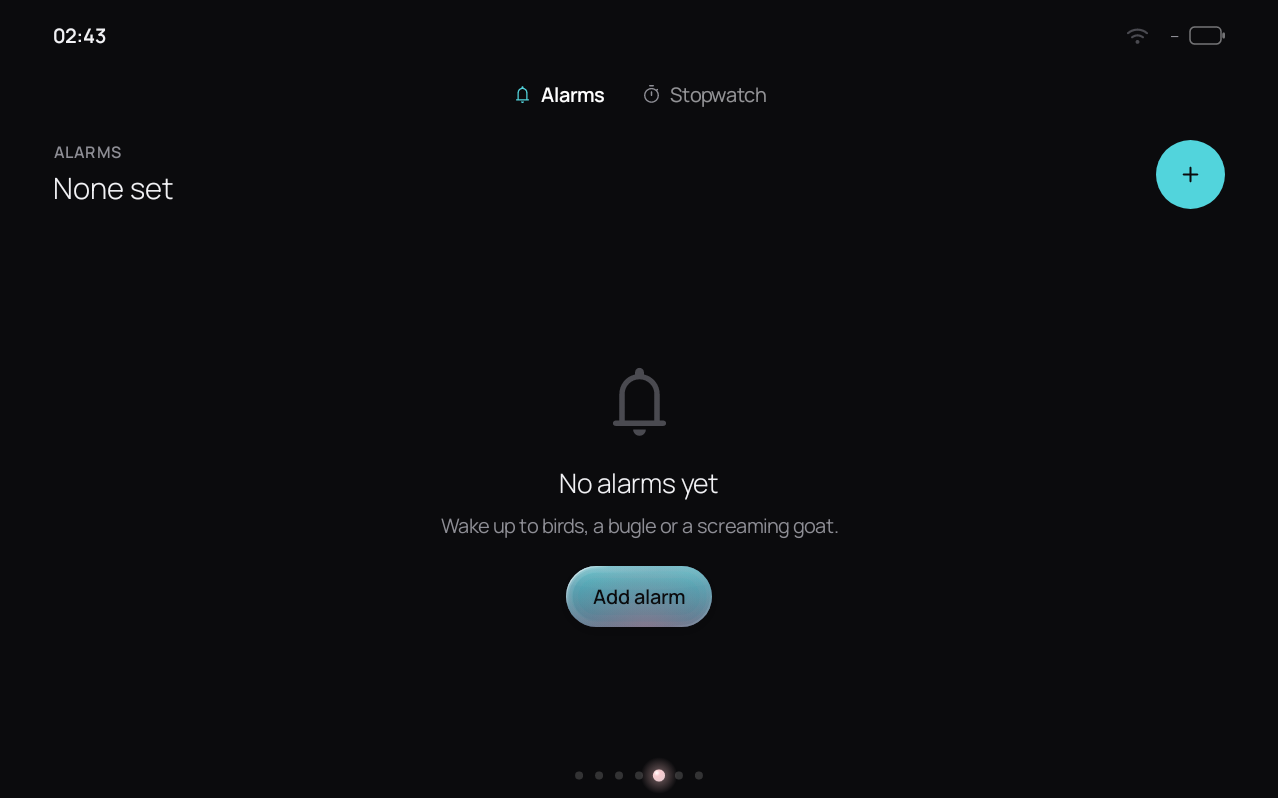 02:43
–
Alarms
Stopwatch
ALARMS
None set
+
No alarms yet
Wake up to birds, a bugle or a screaming goat.
Add alarm